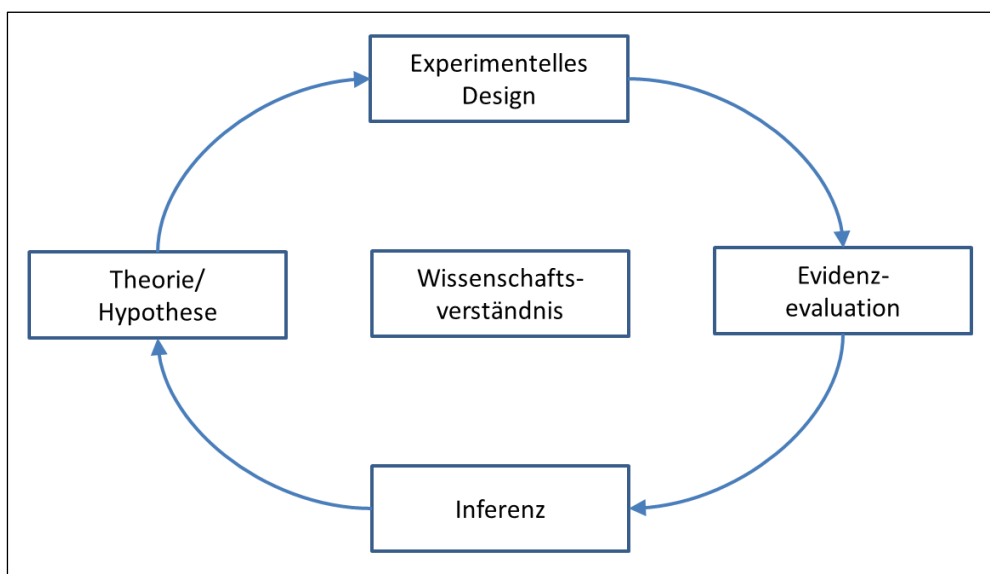 Experimentelles
Design
Theorie/
Hypothese
Wissenschafts-
verständnis
Evidenz-
evaluation
Inferenz